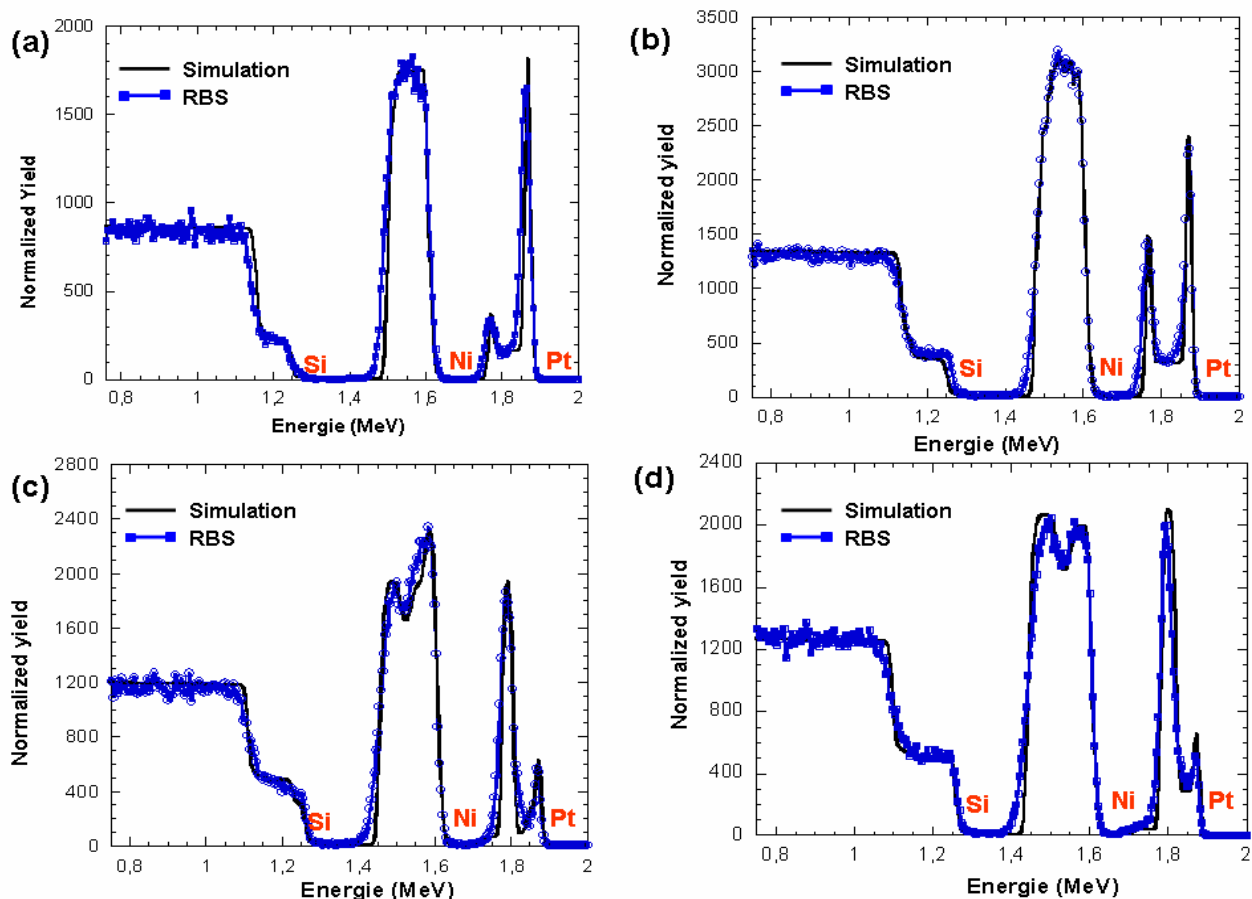 (a)
2000
1500
1000
500
0
Normalized Yield
Simulation
RBS
Si
Ni
Pt
0,8
1
1,2
1,4
1,6
1,8
2
Energie (MeV)
(b)
3500
3000
2500
2000
1500
1000
500
0
Normalized yield
Simulation
RBS
Si
Ni
Pt
0,8
1
1,2
1,4
1,6
1,8
2
Energie (MeV)
(c)
2800
2400
2000
1600
1200
800
400
0
Normalized yield
Simulation
RBS
Si
Ni
Pt
0,8
1
1,2
1,4
1,6
1,8
2
Energie (MeV)
(d)
2400
2000
1600
1200
800
400
0
Normalized yield
Simulation
RBS
Si
Ni
Pt
0,8
1
1,2
1,4
1,6
1,8
2
Energie (MeV)